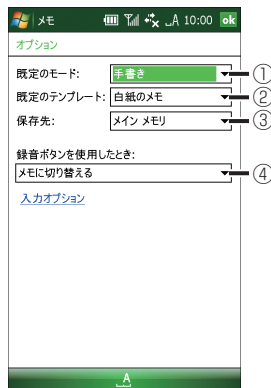 メモ ..A 10:00 ok
オプション
既定のモード: 手書き ①
既定のテンプレート: 白紙のメモ ②
保存先: メイン メモリ ③
録音ボタンを使用したとき:
メモに切り替える ④
入力オプション
..A